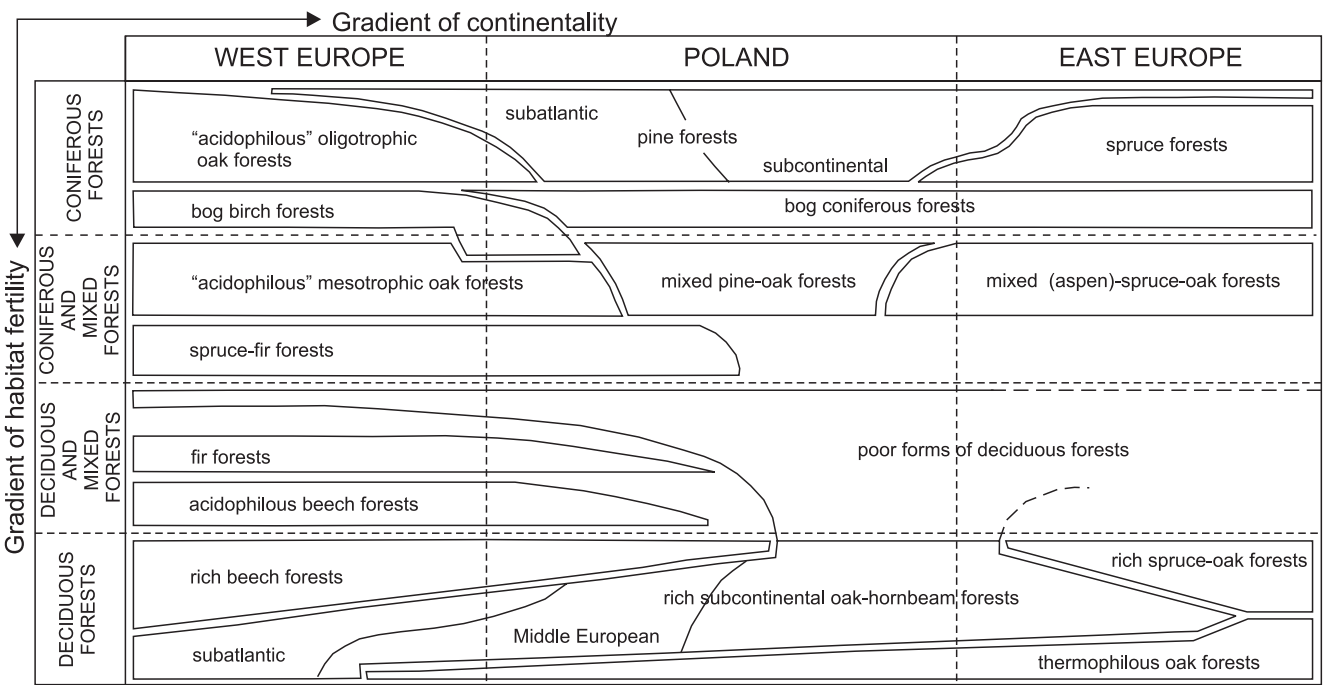 Gradient of continentality
Gradient of habitat fertility
WEST EUROPE
POLAND
EAST EUROPE
CONIFEROUS
FORESTS
"acidophilous" oligotrophic
oak forests
subatlantic
pine forests
subcontinental
spruce forests
bog birch forests
bog coniferous forests
CONIFEROUS
AND
MIXED
FORESTS
"acidophilous" mesotrophic oak forests
mixed pine-oak forests
mixed (aspen)-spruce-oak forests
spruce-fir forests
DECIDUOUS
AND
MIXED
FORESTS
fir forests
poor forms of deciduous forests
acidophilous beech forests
DECIDUOUS
FORESTS
rich beech forests
rich spruce-oak forests
rich subcontinental oak-hornbeam forests
Middle European
subatlantic
thermophilous oak forests